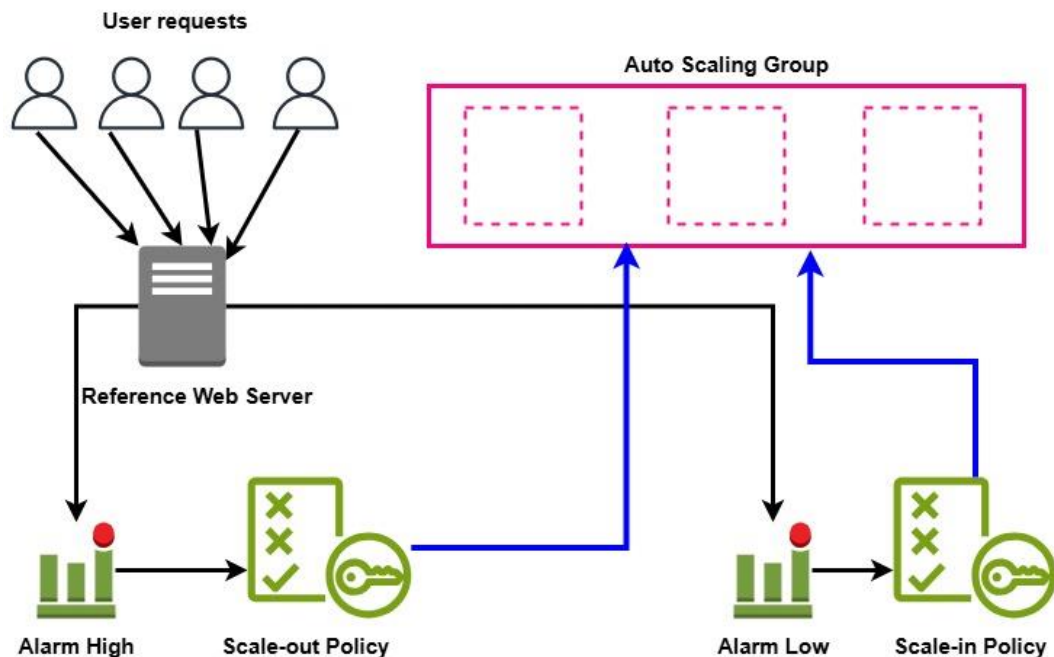 User requests
Auto Scaling Group
Reference Web Server
Alarm High
Scale-out Policy
Alarm Low
Scale-in Policy